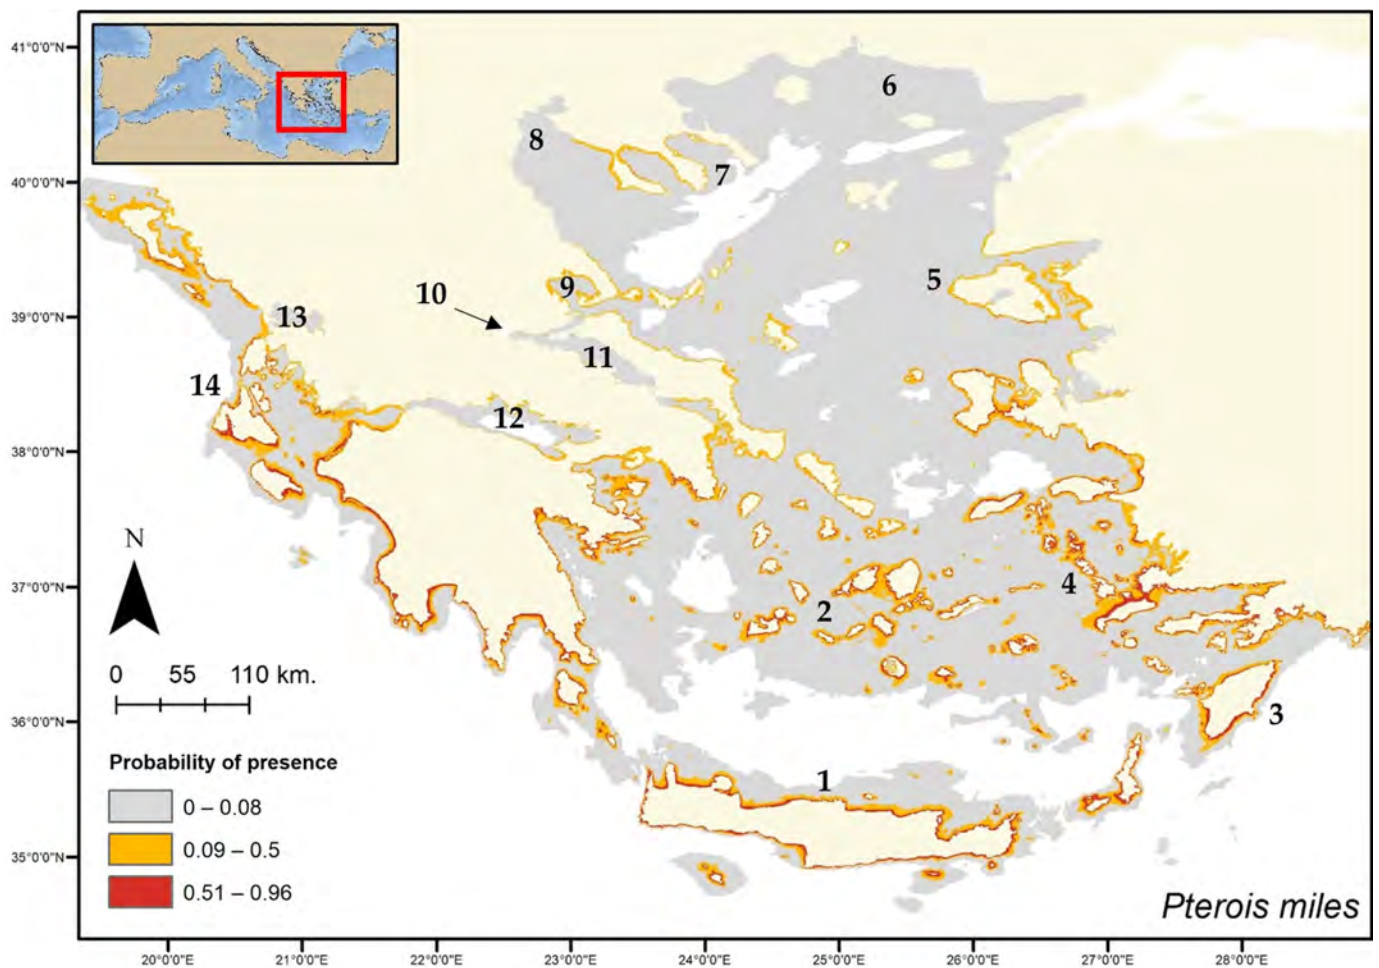 41°0'0"N
40°0'0"N
39°0'0"N
38°0'0"N
37°0'0"N
36°0'0"N
35°0'0"N
6
8
7
5
9
10
13
11
14
12
N
4
2
0 55 110 km.
3
1
Probability of presence
0 – 0.08
0.09 – 0.5
0.51 – 0.96
Pterois miles
20°0'0"E 21°0'0"E 22°0'0"E 23°0'0"E 24°0'0"E 25°0'0"E 26°0'0"E 27°0'0"E 28°0'0"E